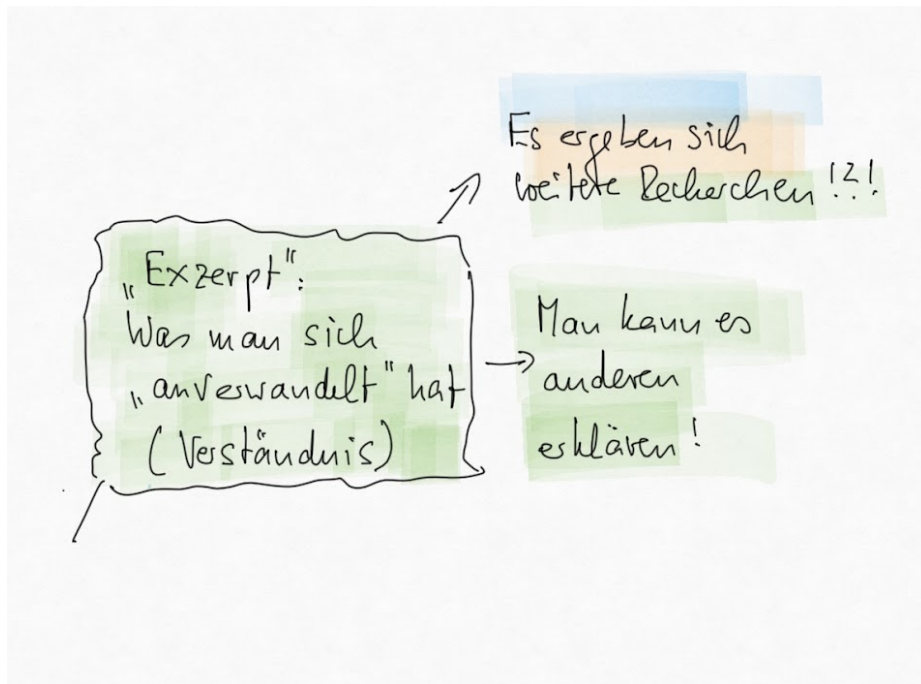 „Exzerpt":
Was man sich
„anverwandelt" hat
(Verständnis)
Es ergeben sich
weitere Recherchen !?!
Man kann es
anderen
erklären!